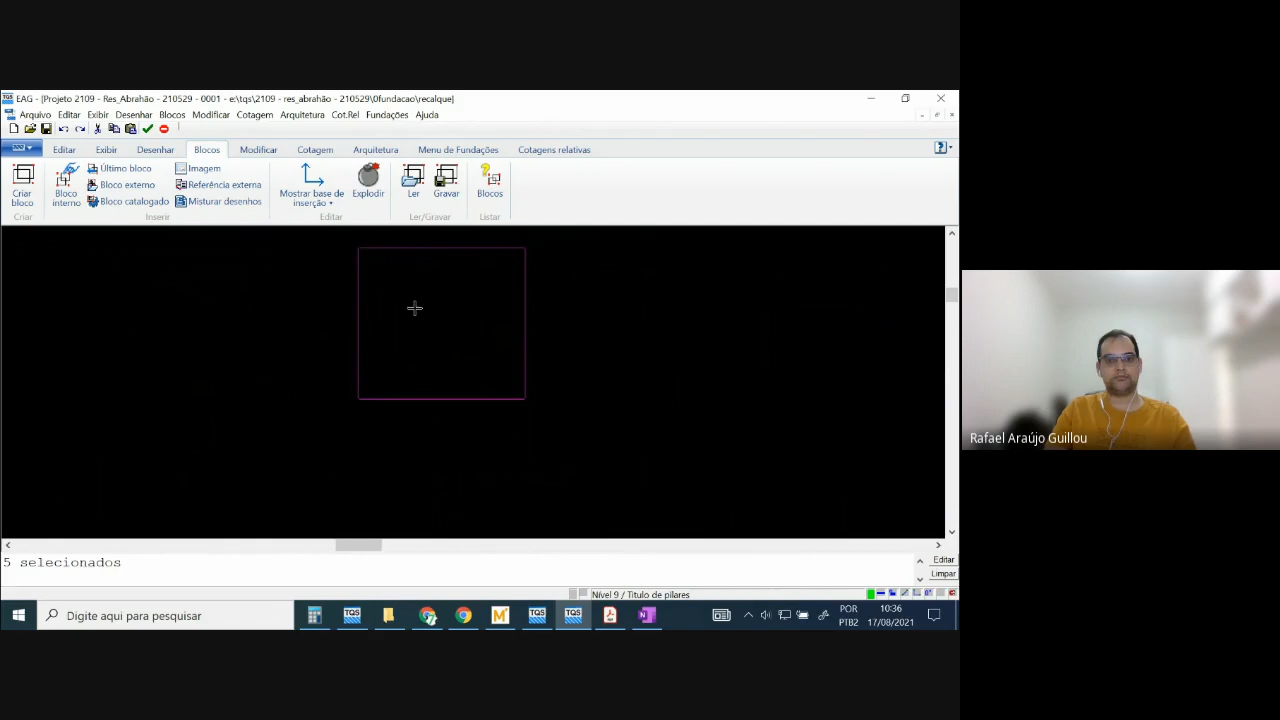 EAG - [Projeto 2109 - Res_Abrahão - 210529 - 0001 - e:\tqs\2109 - res_abrahão - 210529\0fundacao\recalque]
Arquivo Editar Exibir Desenhar Blocos Modificar Cotagem Arquitetura Cot.Rel Fundações Ajuda
Editar Exibir Desenhar Blocos Modificar Cotagem Arquitetura Menu de Fundações Cotagens relativas
Criar bloco
Criar
Bloco interno
Último bloco
Bloco externo
Bloco catalogado
Imagem
Referência externa
Misturar desenhos
Inserir
Mostrar base de inserção
Explodir
Editar
Ler
Gravar
Ler/Gravar
Blocos
Listar
5 selecionados
Editar
Limpar
Nível 9 / Titulo de pilares
Digite aqui para pesquisar
TQS
TQS
TQS
POR
PTB2
10:36
17/08/2021
Rafael Araújo Guillou